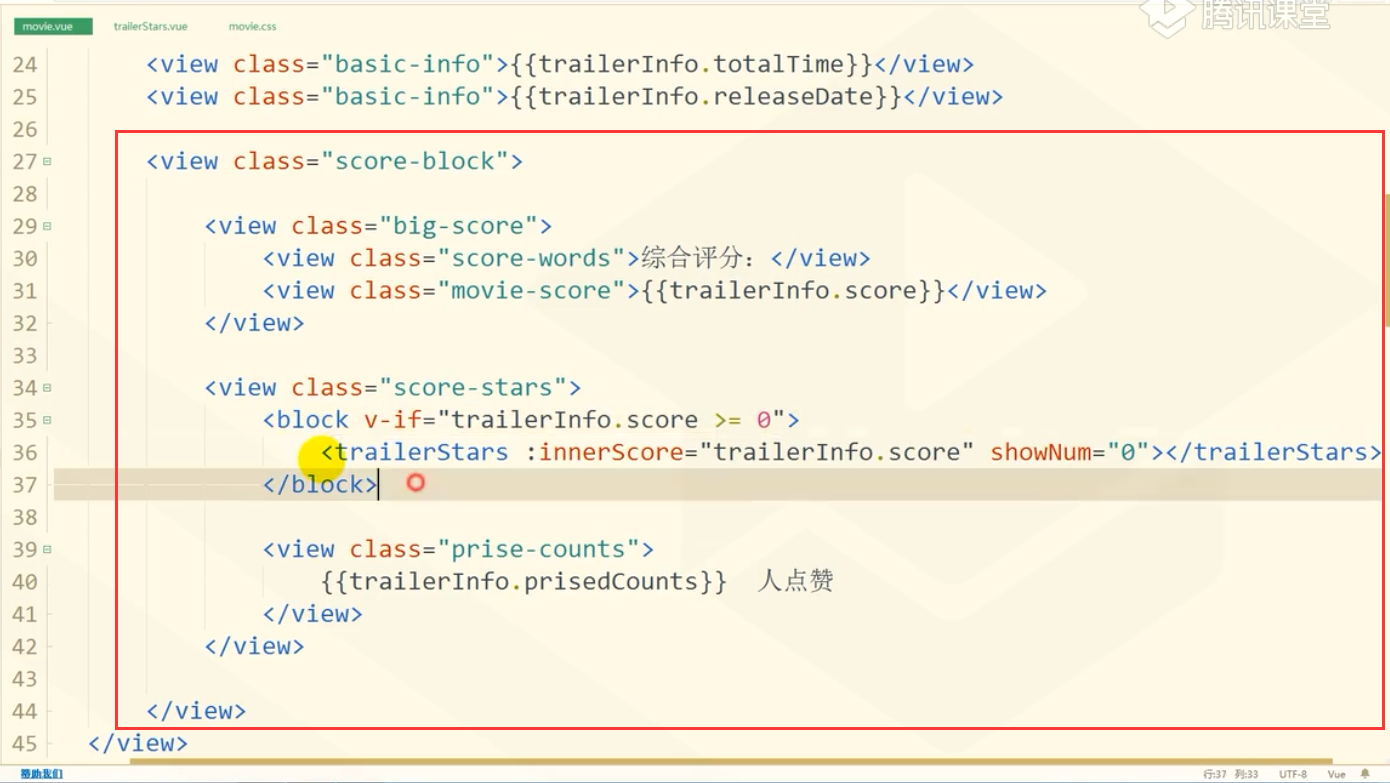 movie.vue trailerStars.vue movie.css
腾讯课堂
24 <view class="basic-info">{{trailerInfo.totalTime}}</view>
25 <view class="basic-info">{{trailerInfo.releaseDate}}</view>
26
27 <view class="score-block">
28
29 <view class="big-score">
30 <view class="score-words">综合评分：</view>
31 <view class="movie-score">{{trailerInfo.score}}</view>
32 </view>
33
34 <view class="score-stars">
35 <block v-if="trailerInfo.score >= 0">
36 <trailerStars :innerScore="trailerInfo.score" showNum="0"></trailerStars>
37 </block>
38
39 <view class="prise-counts">
40 {{trailerInfo.prisedCounts}} 人点赞
41 </view>
42 </view>
43
44 </view>
45 </view>
赞助我们 行:37 列:33 UTF-8 Vue